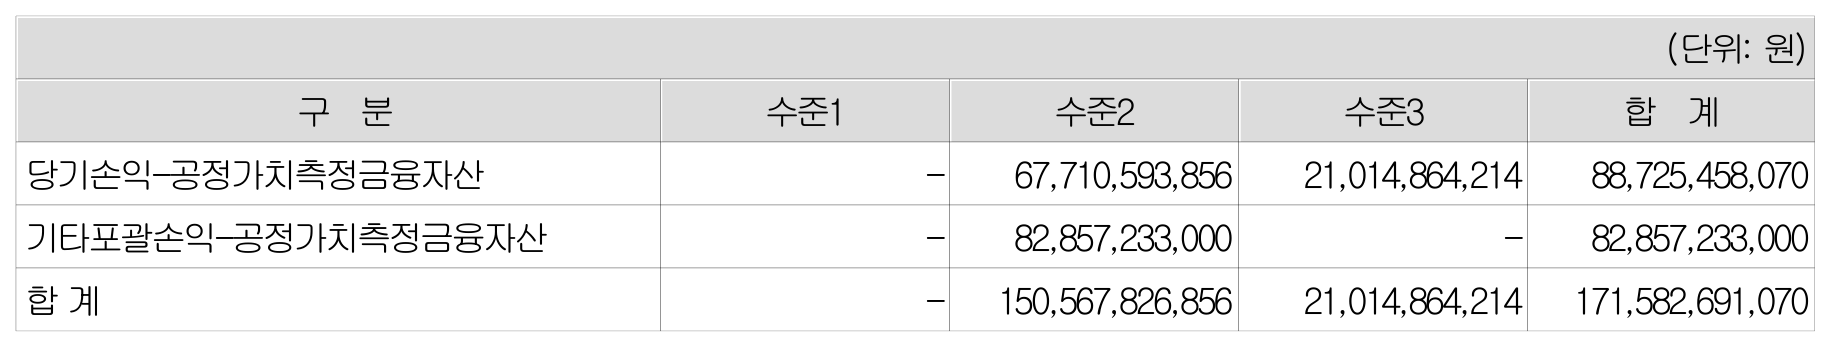 (단위: 원)
구 분 수준1 수준2 수준3 합 계
당기손익-공정가치측정금융자산 - 67,710,593,856 21,014,864,214 88,725,458,070
기타포괄손익-공정가치측정금융자산 - 82,857,233,000 - 82,857,233,000
합 계 - 150,567,826,856 21,014,864,214 171,582,691,070